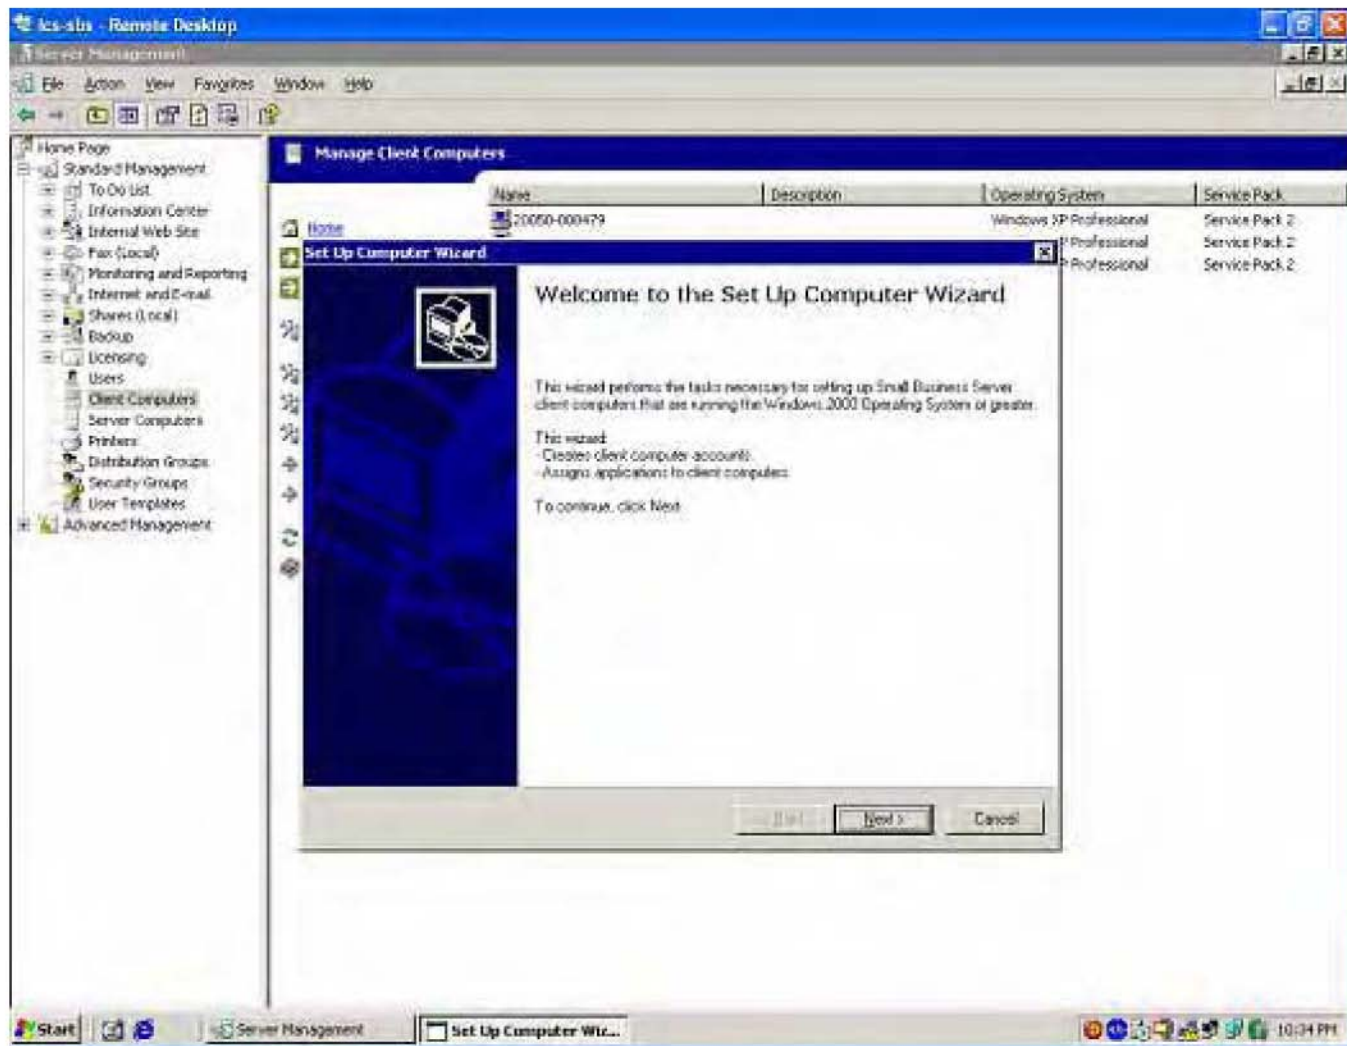 lcs-sbs - Remote Desktop
Server Management
File Action View Favorites Window Help
Home Page
Standard Management
To Do List
Information Center
Internal Web Site
Fax (Local)
Monitoring and Reporting
Internet and E-mail
Shares (Local)
Backup
Licensing
Users
Client Computers
Server Computers
Printers
Distribution Groups
Security Groups
User Templates
Advanced Management
Manage Client Computers
Name Description Operating System Service Pack
Home
20050-000479 Windows XP Professional Service Pack 2
P Professional Service Pack 2
P Professional Service Pack 2
Set Up Computer Wizard
Welcome to the Set Up Computer Wizard
This wizard performs the tasks necessary for setting up Small Business Server
client computers that are running the Windows 2000 Operating System or greater.
This wizard:
- Creates client computer accounts
- Assigns applications to client computers
To continue, click Next
< Back Next > Cancel
Start Server Management Set Up Computer Wiz... 10:34 PM